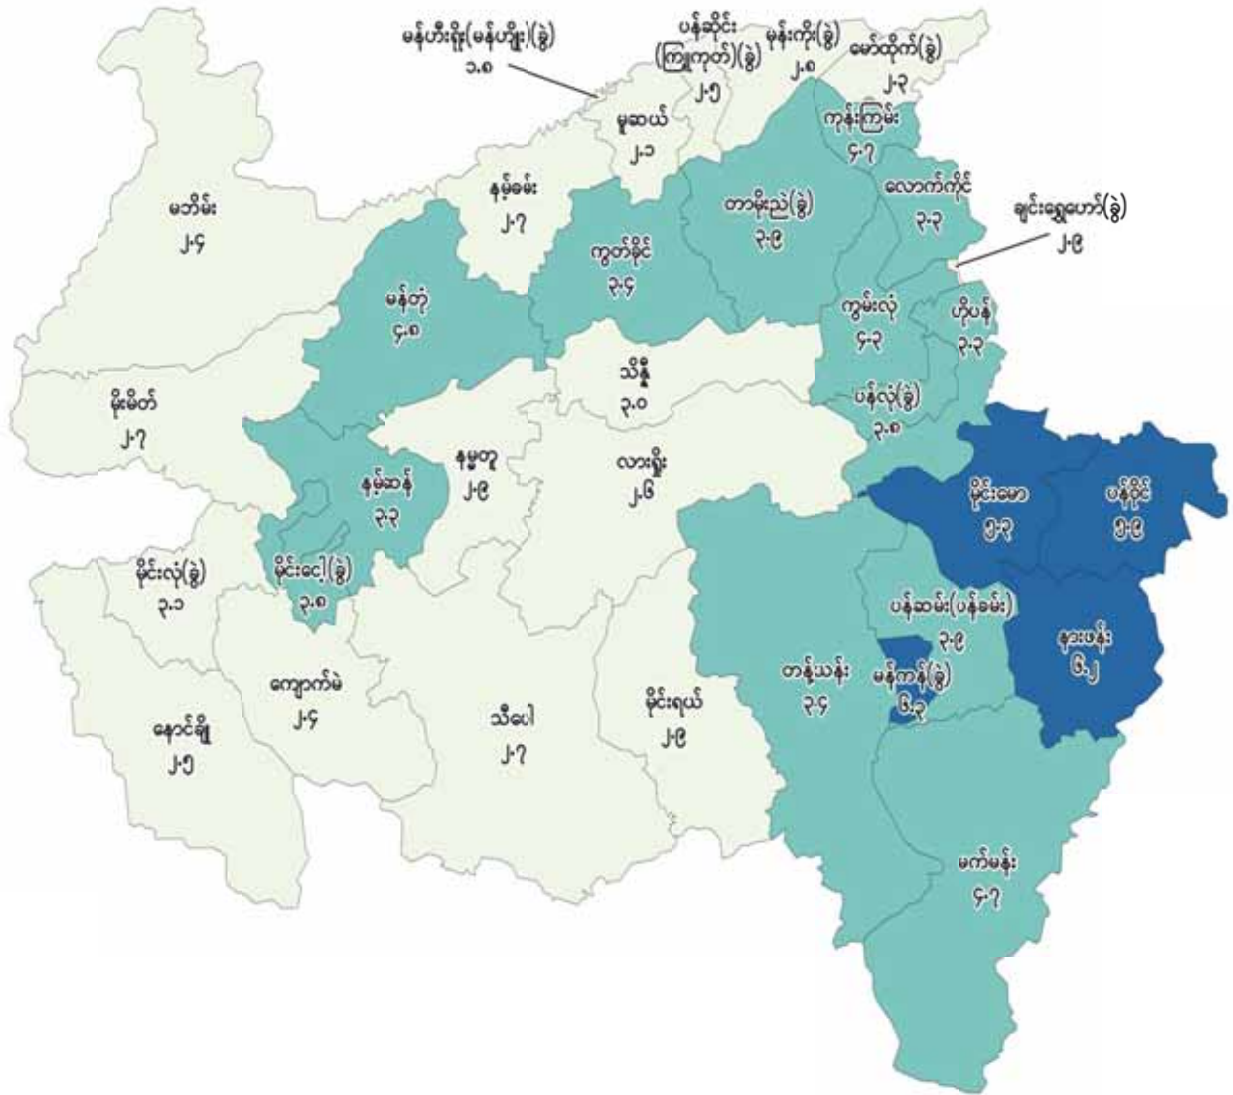 မန်ဟီးရိုး(မန်ဟျိုး)(ခွဲ)
၁.၈
ပန်ဆိုင်း
(ကြူကုတ်)(ခွဲ)
၂.၅
မုန်းကိုး(ခွဲ)
၂.၈
မော်ထိုက်(ခွဲ)
၂.၃
မူဆယ်
၂.၁
ကုန်းကြမ်း
၄.၇
နမ့်ခမ်း
၂.၇
လောက်ကိုင်
၃.၃
မဘိမ်း
၂.၄
တာမိုးညဲ(ခွဲ)
၃.၉
ချင်းရွှေဟော်(ခွဲ)
၂.၉
ကွတ်ခိုင်
၃.၄
မန်တုံ
၄.၈
ကွမ်းလုံ
၄.၃
ဟိုပန်
၃.၃
သိန္နီ
၃.၀
မိုးမိတ်
၂.၇
ပန်လုံ(ခွဲ)
၃.၈
နမ္မတူ
၂.၉
လားရှိုး
၂.၆
နမ့်ဆန်
၃.၃
မိုင်းမော
၅.၃
ပန်ဝိုင်
၅.၉
မိုင်းလုံ(ခွဲ)
၃.၁
မိုင်းငေါ့(ခွဲ)
၃.၈
ပန်ဆမ်း(ပန်ခမ်း)
၃.၉
နားဖန်း
၆.၂
ကျောက်မဲ
၂.၄
တန့်ယန်း
၃.၄
မန်ကန်(ခွဲ)
၆.၃
နောင်ချို
၂.၅
သီပေါ
၂.၇
မိုင်းရယ်
၂.၉
မက်မန်း
၄.၇